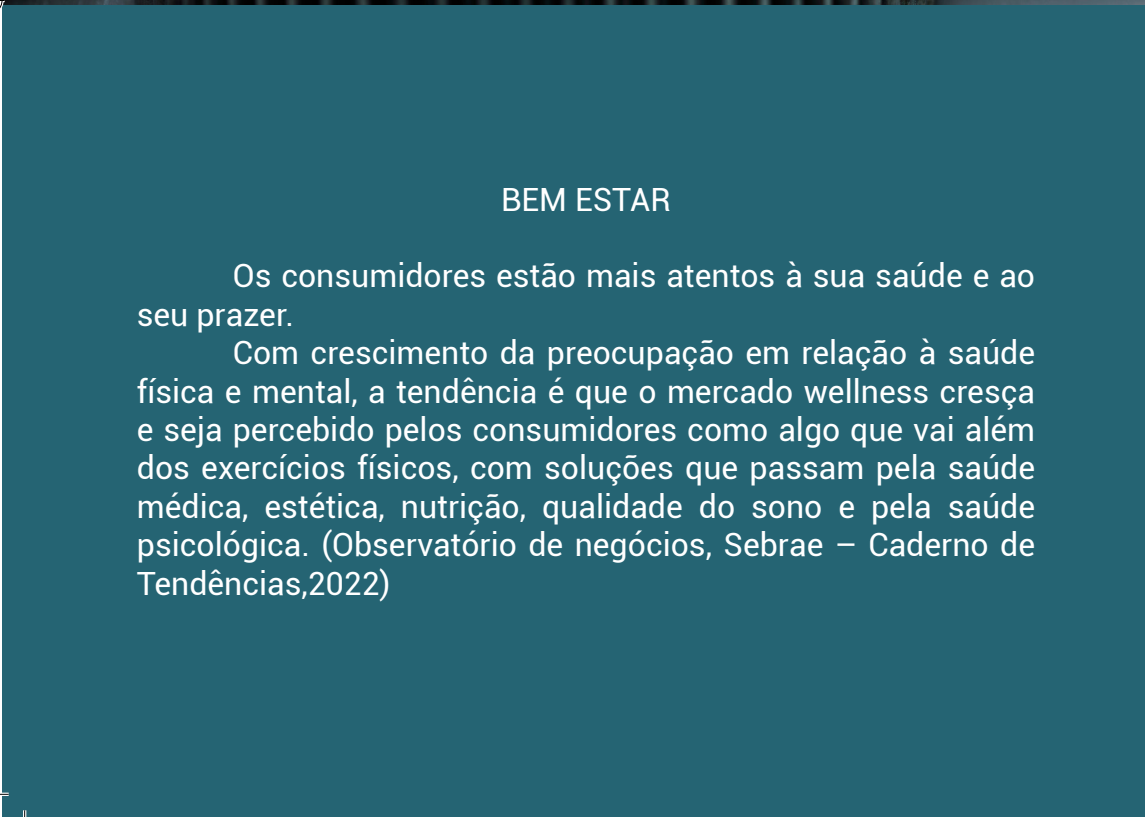 BEM ESTAR
Os consumidores estão mais atentos à sua saúde e ao
seu prazer.
Com crescimento da preocupação em relação à saúde
física e mental, a tendência é que o mercado wellness cresça
e seja percebido pelos consumidores como algo que vai além
dos exercícios físicos, com soluções que passam pela saúde
médica, estética, nutrição, qualidade do sono e pela saúde
psicológica. (Observatório de negócios, Sebrae – Caderno de
Tendências,2022)